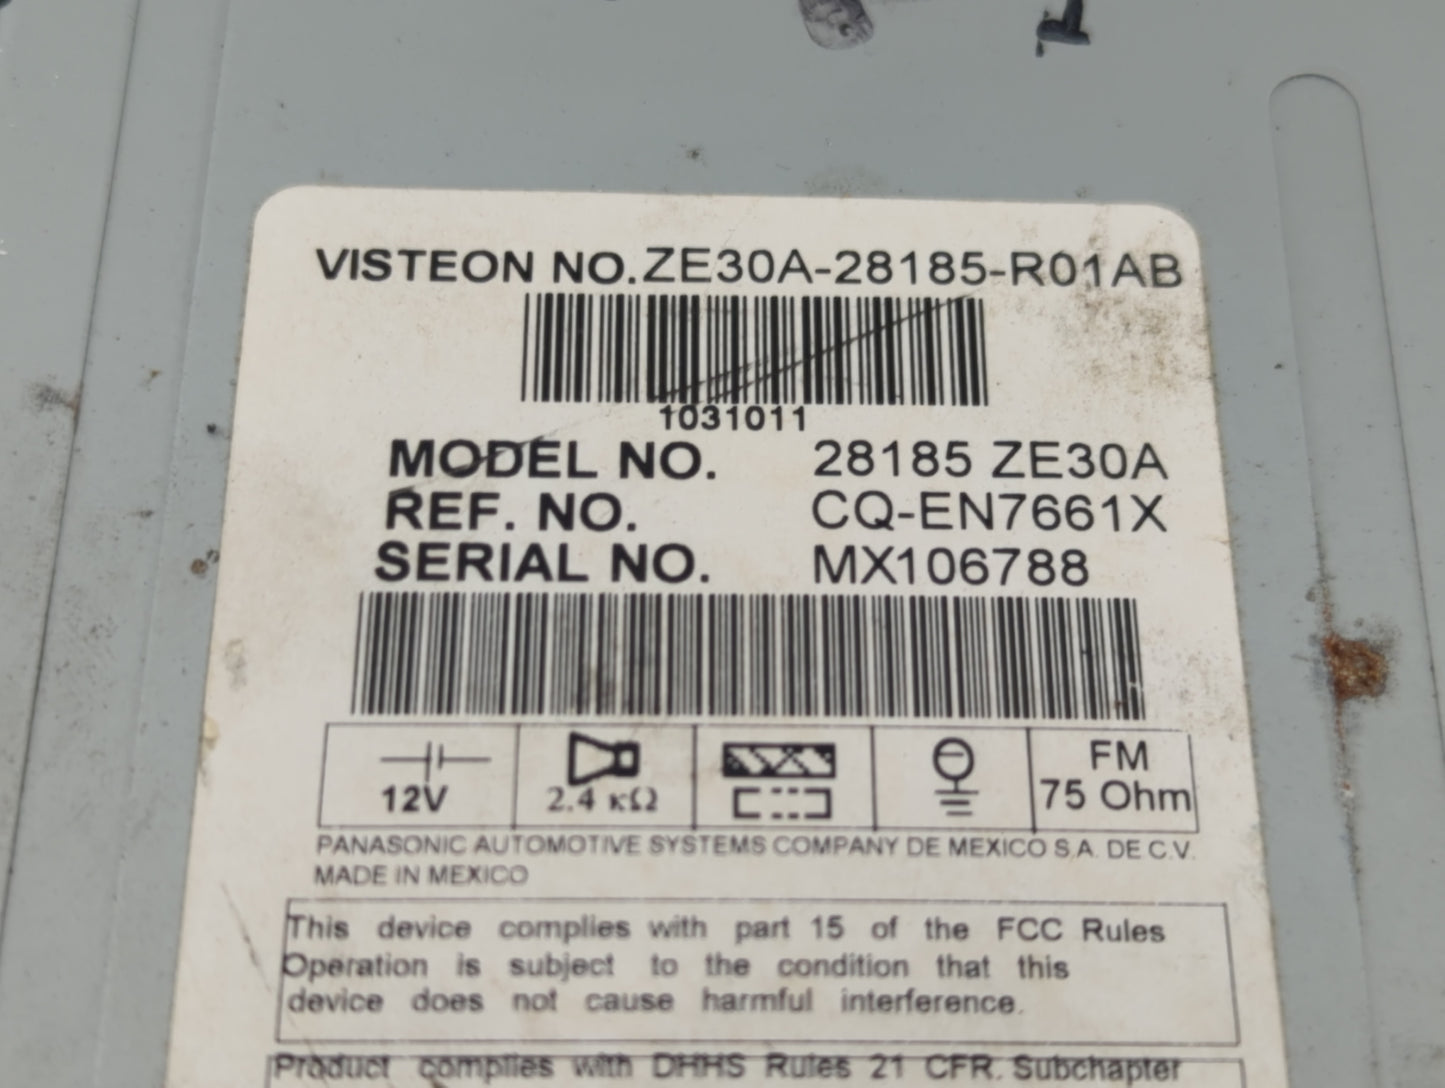 VISTEON NO.ZE30A-28185-R01AB
1031011
MODEL NO. 28185 ZE30A
REF. NO. CQ-EN7661X
SERIAL NO. MX106788
12V
2.4 κΩ
FM
75 Ohm
PANASONIC AUTOMOTIVE SYSTEMS COMPANY DE MEXICO S.A. DE C.V.
MADE IN MEXICO
This device complies with part 15 of the FCC Rules
Operation is subject to the condition that this
device does not cause harmful interference.
Product complies with DHHS Rules 21 CFR. Subchapter